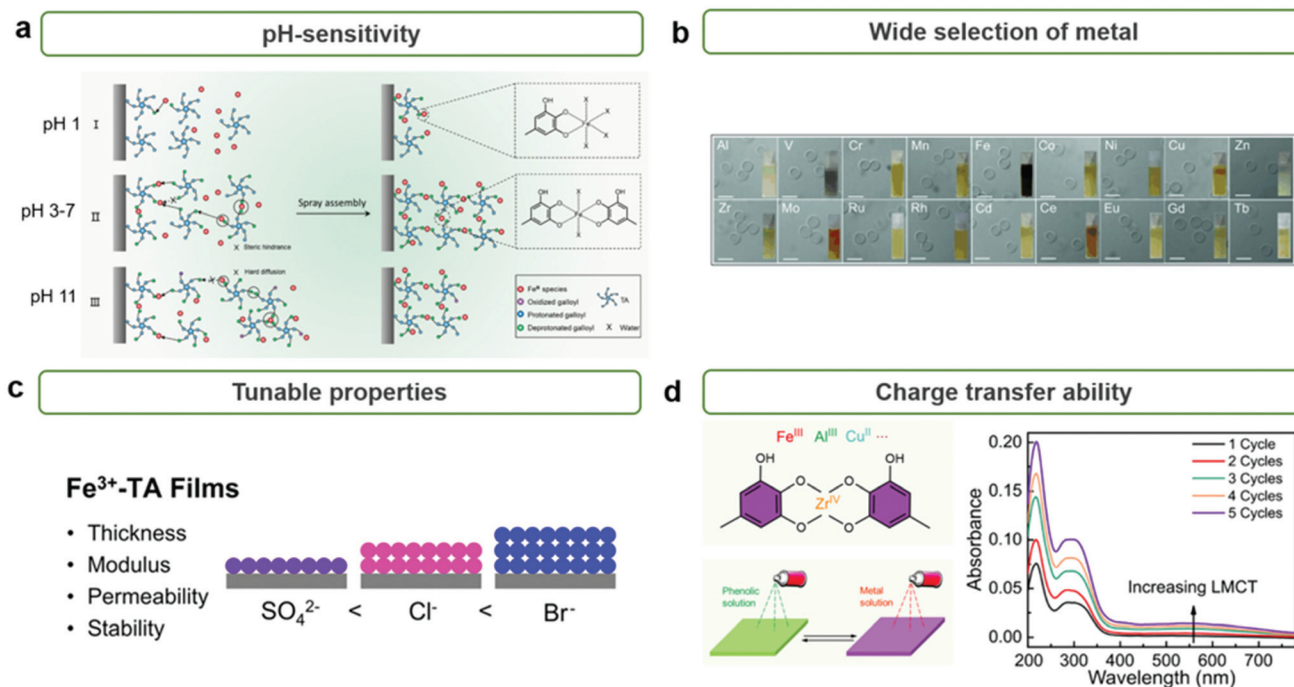 a
pH-sensitivity
pH 1
I
OH
O
O
Fe
X
X
X
X
pH 3-7
II
X
X Steric hindrance
Spray assembly
OH
O
O
Fe
X
X
O
O
HO
pH 11
III
X Hard diffusion
X
Feᴵᴵᴵ species
Oxidized galloyl
Protonated galloyl
Deprotonated galloyl
TA
X Water
b
Wide selection of metal
Al V Cr Mn Fe Co Ni Cu Zn
Zr Mo Ru Rh Cd Ce Eu Gd Tb
c
Tunable properties
Fe³⁺-TA Films
• Thickness
• Modulus
• Permeability
• Stability
SO₄²⁻ < Cl⁻ < Br⁻
d
Charge transfer ability
Feᴵᴵᴵ Alᴵᴵᴵ Cuᴵᴵ ···
OH OH
O O
Zrᴵⱽ
O O
Phenolic
solution
Metal
solution
Absorbance
0.20
0.15
0.10
0.05
0.00
1 Cycle
2 Cycles
3 Cycles
4 Cycles
5 Cycles
Increasing LMCT
200 300 400 500 600 700
Wavelength (nm)